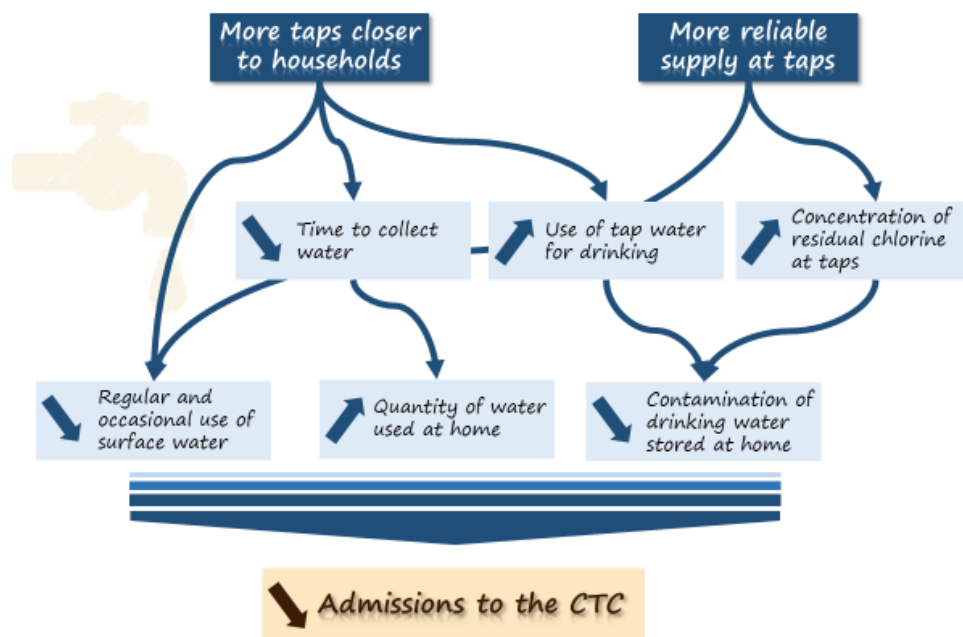 More taps closer
to households
More reliable
supply at taps
Time to collect
water
Use of tap water
for drinking
Concentration of
residual chlorine
at taps
Regular and
occasional use of
surface water
Quantity of water
used at home
Contamination of
drinking water
stored at home
Admissions to the CTC